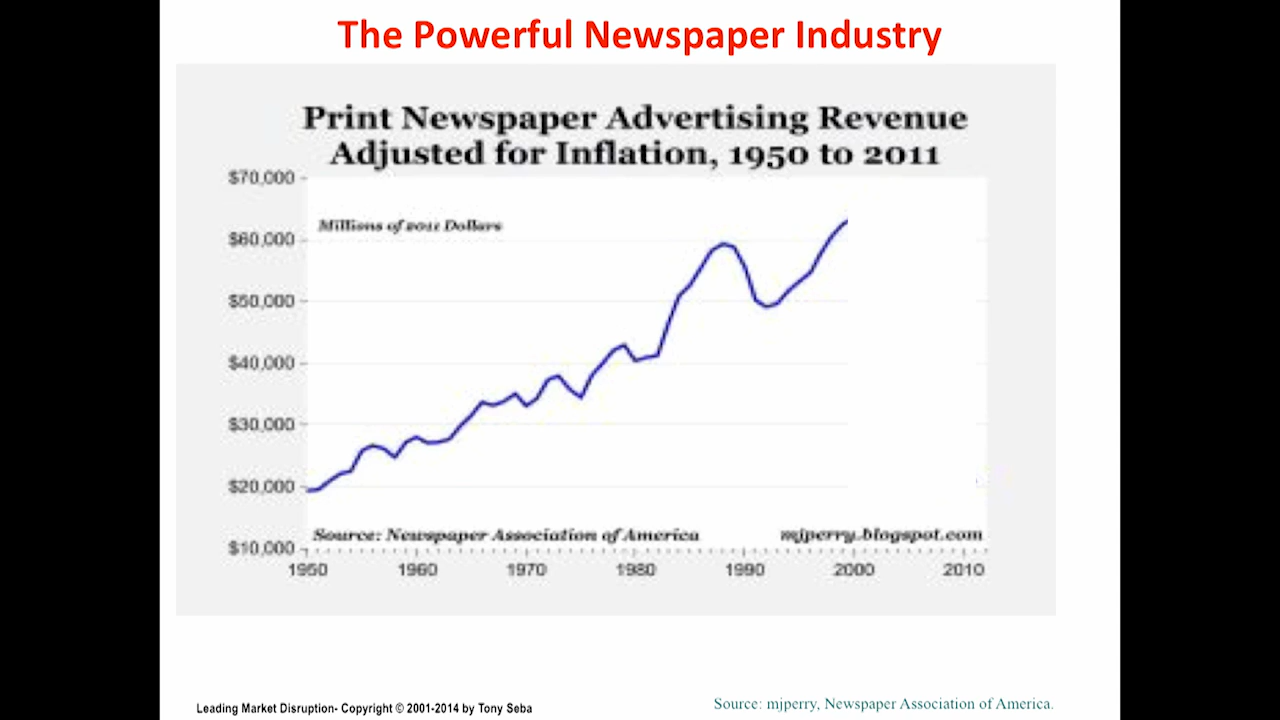 The Powerful Newspaper Industry
Print Newspaper Advertising Revenue
Adjusted for Inflation, 1950 to 2011
$70,000
Millions of 2011 Dollars
$60,000
$50,000
$40,000
$30,000
$20,000
Source: Newspaper Association of America
mjperry.blogspot.com
$10,000
1950 1960 1970 1980 1990 2000 2010
Leading Market Disruption- Copyright © 2001-2014 by Tony Seba
Source: mjperry, Newspaper Association of America.